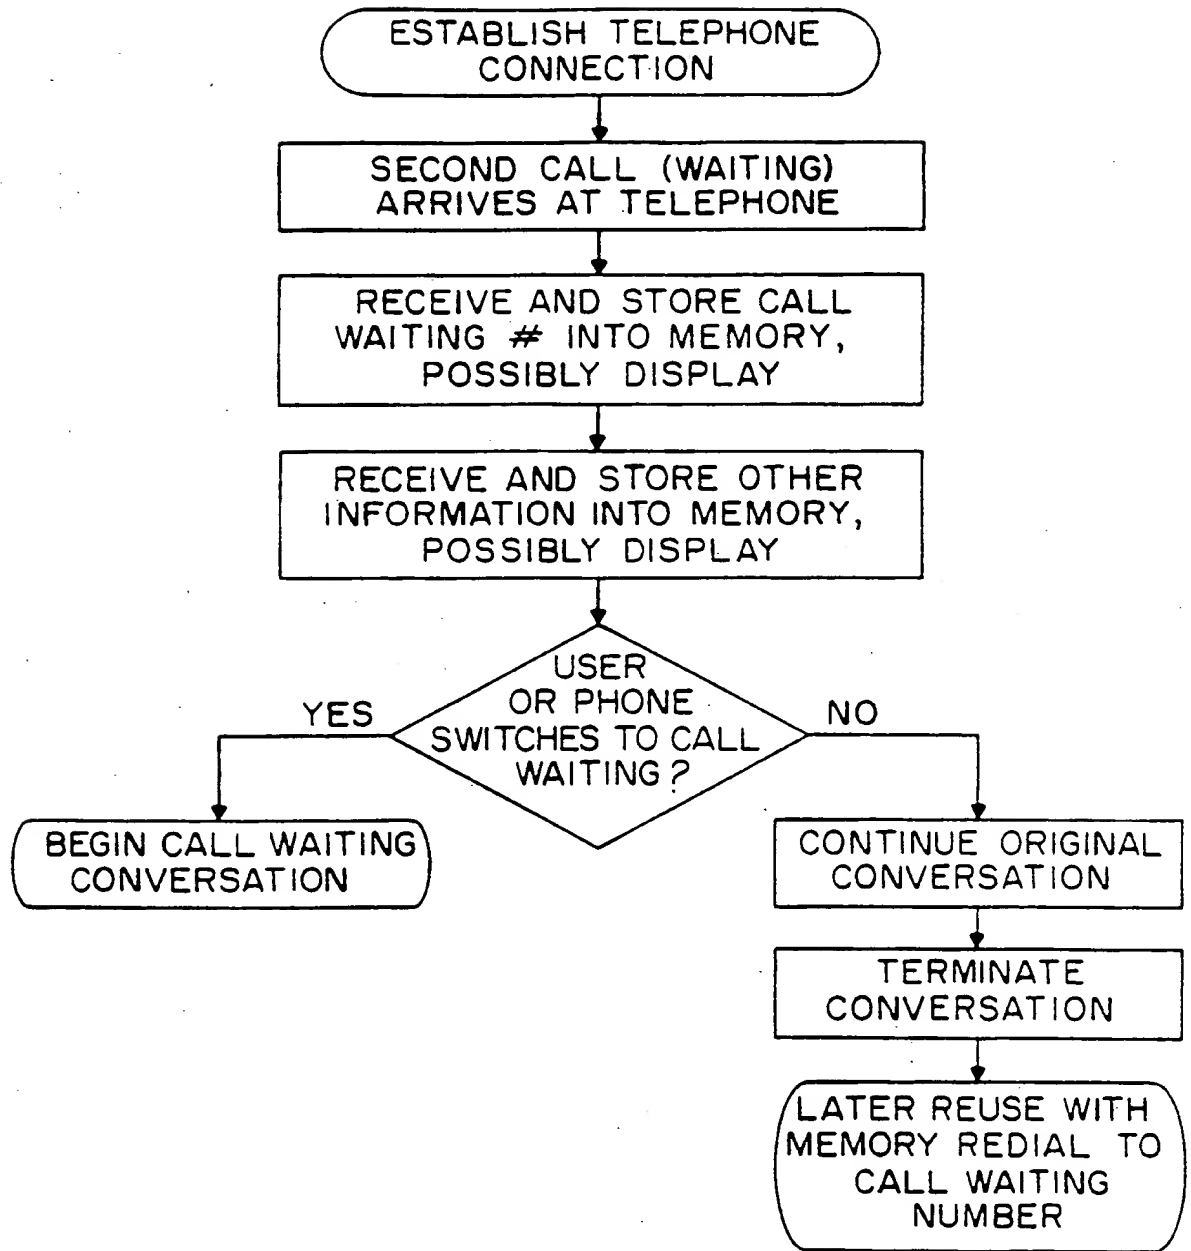 ESTABLISH TELEPHONE
CONNECTION
SECOND CALL (WAITING)
ARRIVES AT TELEPHONE
RECEIVE AND STORE CALL
WAITING # INTO MEMORY,
POSSIBLY DISPLAY
RECEIVE AND STORE OTHER
INFORMATION INTO MEMORY,
POSSIBLY DISPLAY
USER
OR PHONE
SWITCHES TO CALL
WAITING?
YES
NO
BEGIN CALL WAITING
CONVERSATION
CONTINUE ORIGINAL
CONVERSATION
TERMINATE
CONVERSATION
LATER REUSE WITH
MEMORY REDIAL TO
CALL WAITING
NUMBER